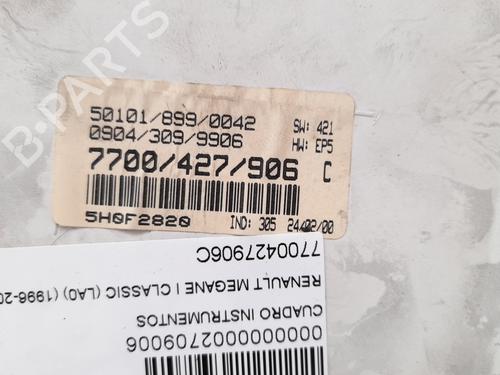 B-PARTS
50101/899/0042
SW: 421
0904/309/9906
HW: EP5
7700/427/906 C
5H0F2820
IND: 305
24/02/00
7700427906C
RENAULT MEGANE I CLASSIC (LA0) (1996-20
CUADRO INSTRUMENTOS
0000000002709006